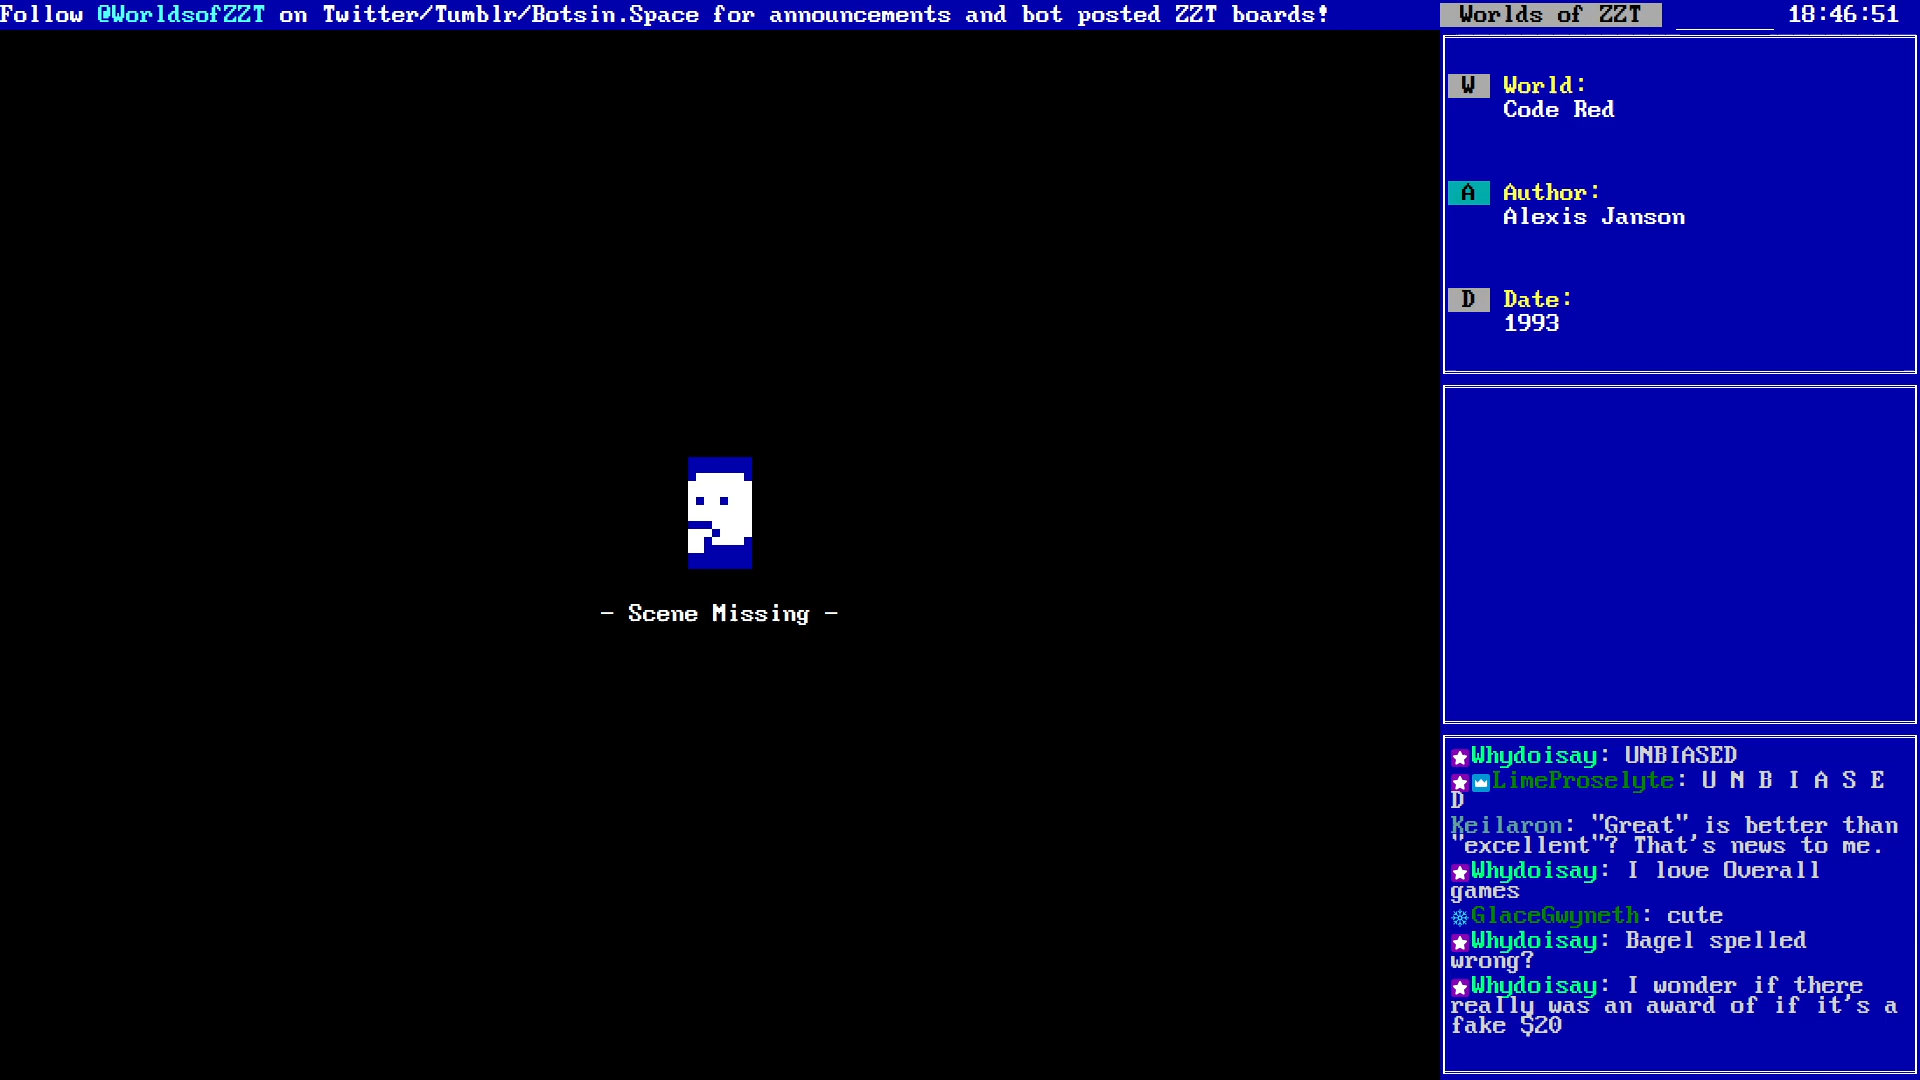 Follow @WorldsofZZT on Twitter/Tumblr/Botsin.Space for announcements and bot posted ZZT boards!
Worlds of ZZT 18:46:51
W World:
Code Red
A Author:
Alexis Janson
D Date:
1993
- Scene Missing -
Whydoisay: UNBIASED
LimeProselyte: U N B I A S E
D
Keilaron: "Great" is better than
"excellent"? That's news to me.
Whydoisay: I love Overall
games
GlaceGwyneth: cute
Whydoisay: Bagel spelled
wrong?
Whydoisay: I wonder if there
really was an award of if it's a
fake $20